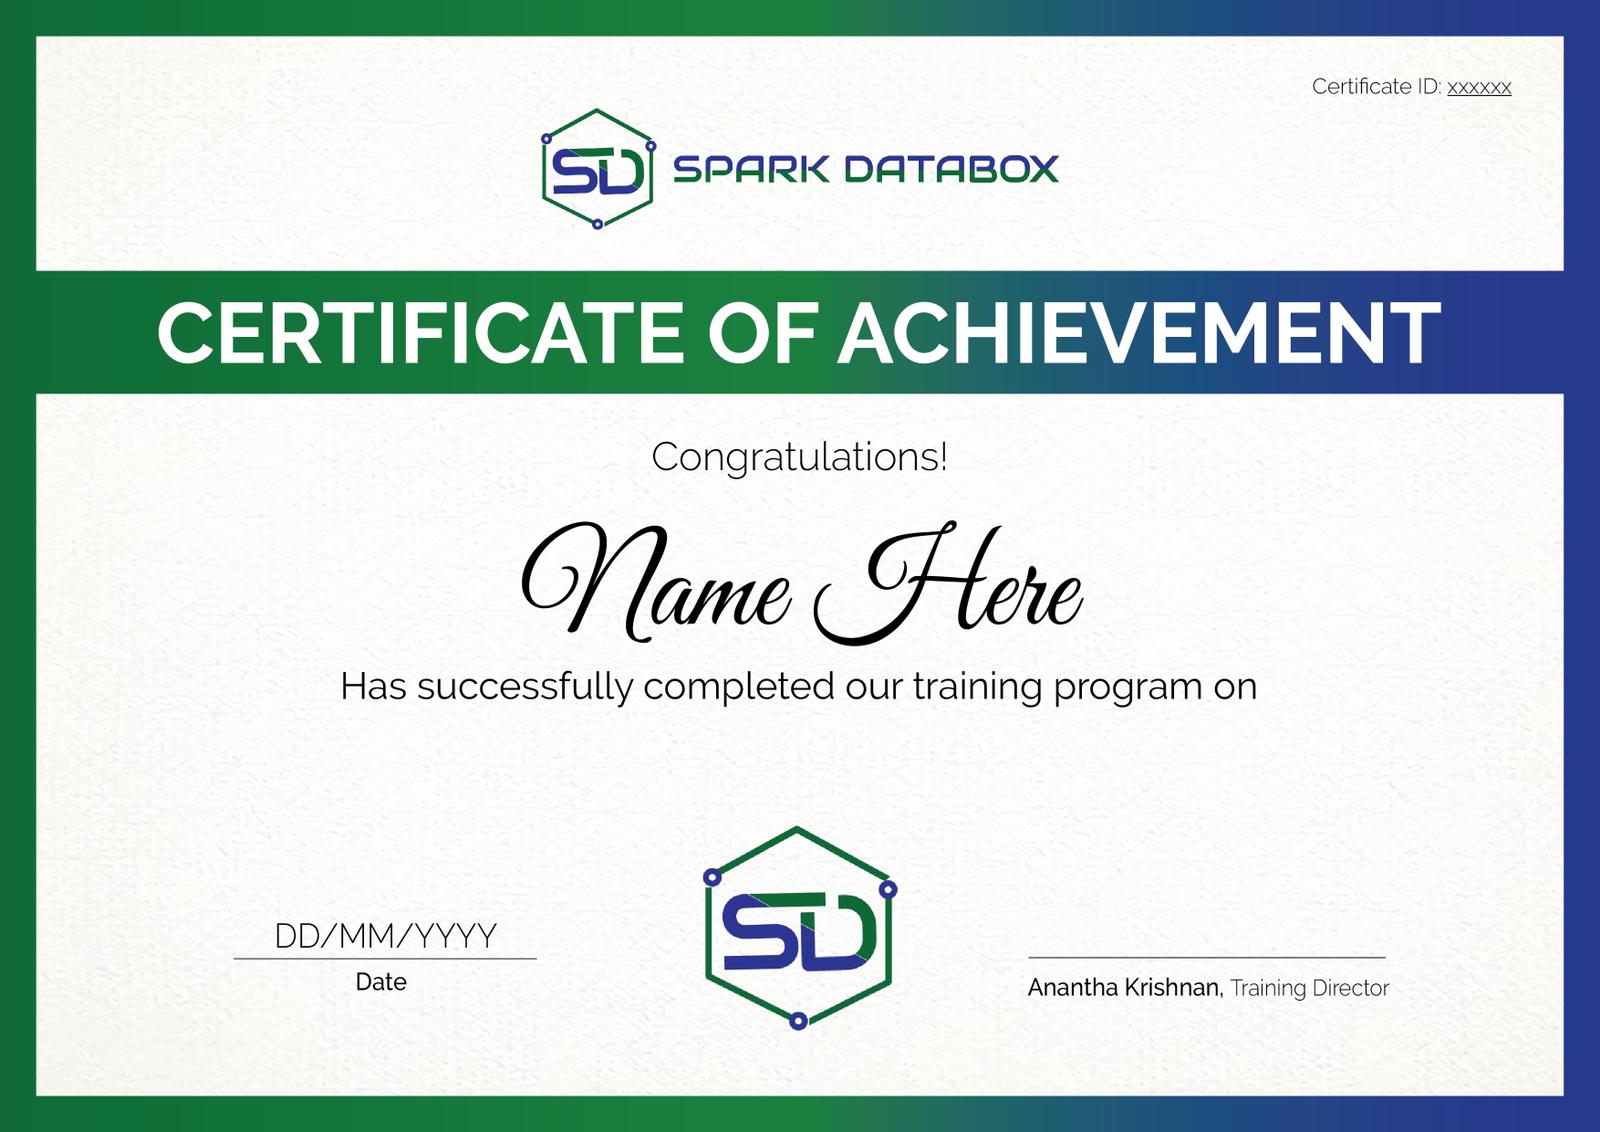 Certificate ID: xxxxxx
SD SPARK DATABOX
CERTIFICATE OF ACHIEVEMENT
Congratulations!
Name Here
Has successfully completed our training program on
SD
DD/MM/YYYY
Date
Anantha Krishnan, Training Director